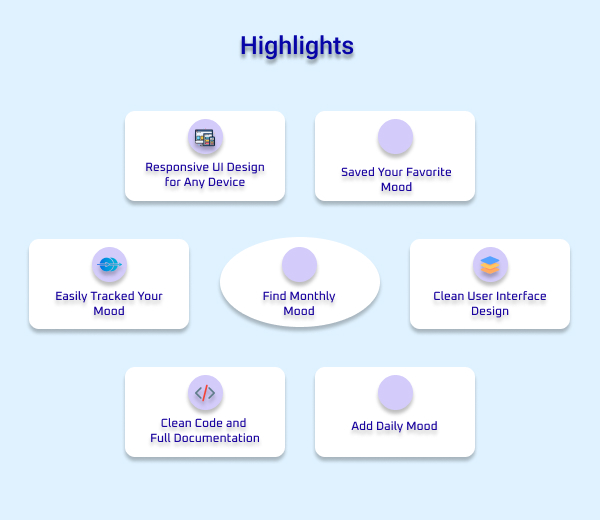 Highlights
Responsive UI Design
for Any Device
Saved Your Favorite
Mood
Easily Tracked Your
Mood
Find Monthly
Mood
Clean User Interface
Design
Clean Code and
Full Documentation
Add Daily Mood